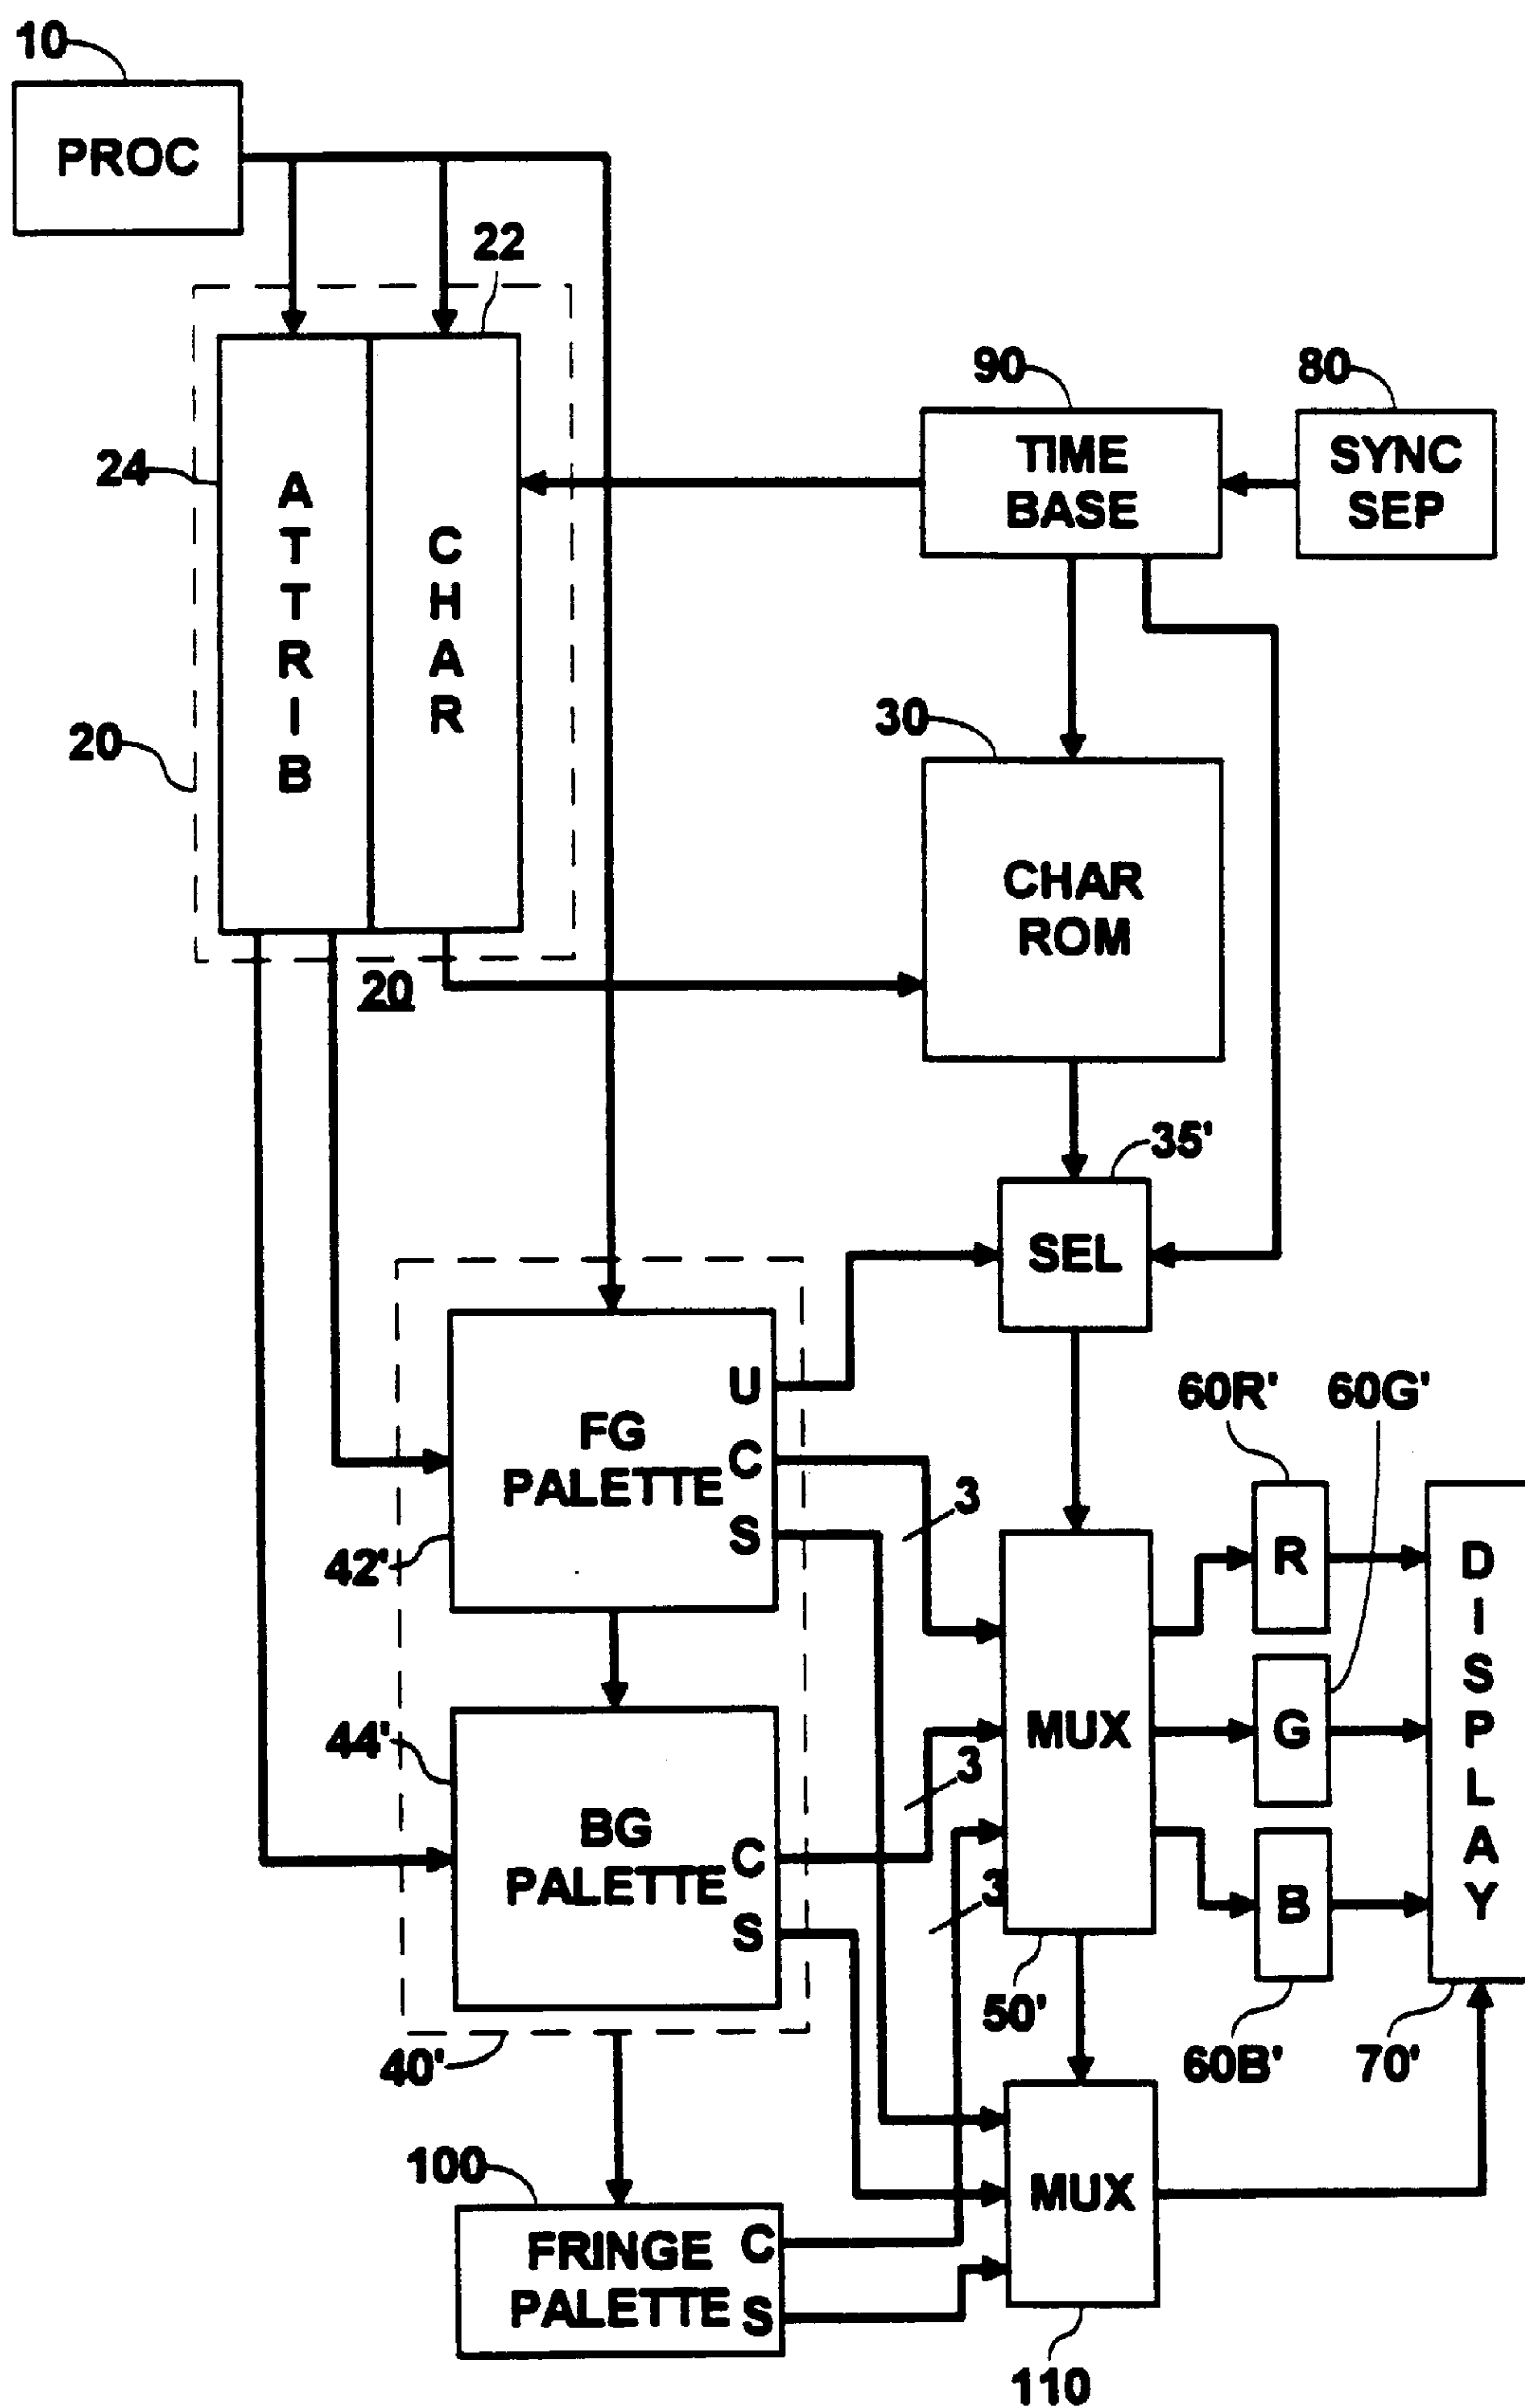 10
PROC
22
90
80
TIME
BASE
SYNC
SEP
24
ATTRIB
CHAR
20
30
CHAR
ROM
20
35'
SEL
60R'
60G'
U
FG
PALETTE
C
S
3
R
DISPLAY
42'
44'
3
MUX
G
BG
PALETTE
C
S
3
B
50'
40'
60B'
70'
100
MUX
FRINGE
PALETTE
C
S
110